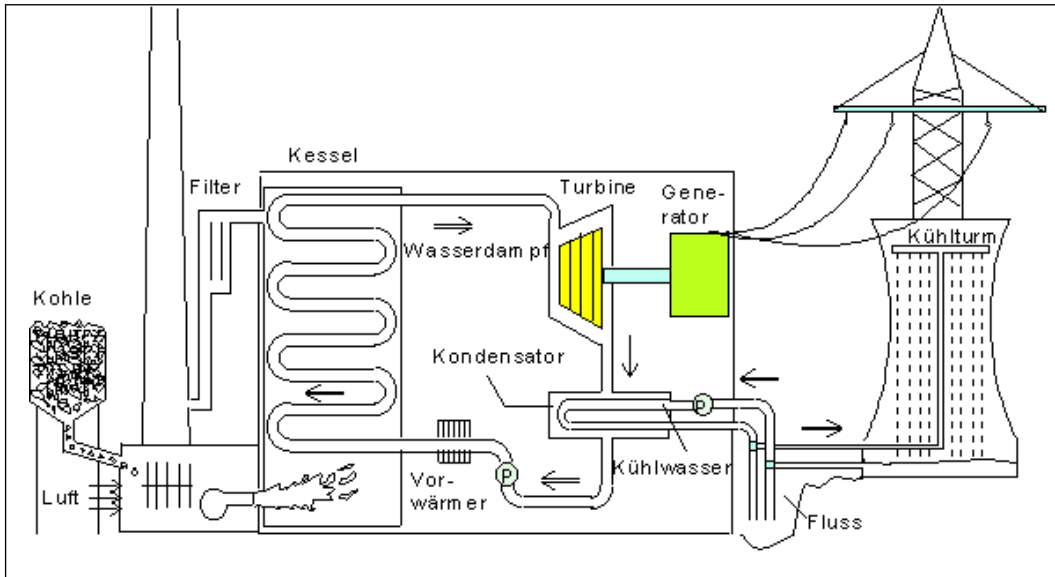 Kessel
Filter
Turbine
Gene-
rator
Wasserdampf
Kühlturm
Kohle
Kondensator
P
Kühlwasser
Luft
Vor-
wärmer
P
Fluss